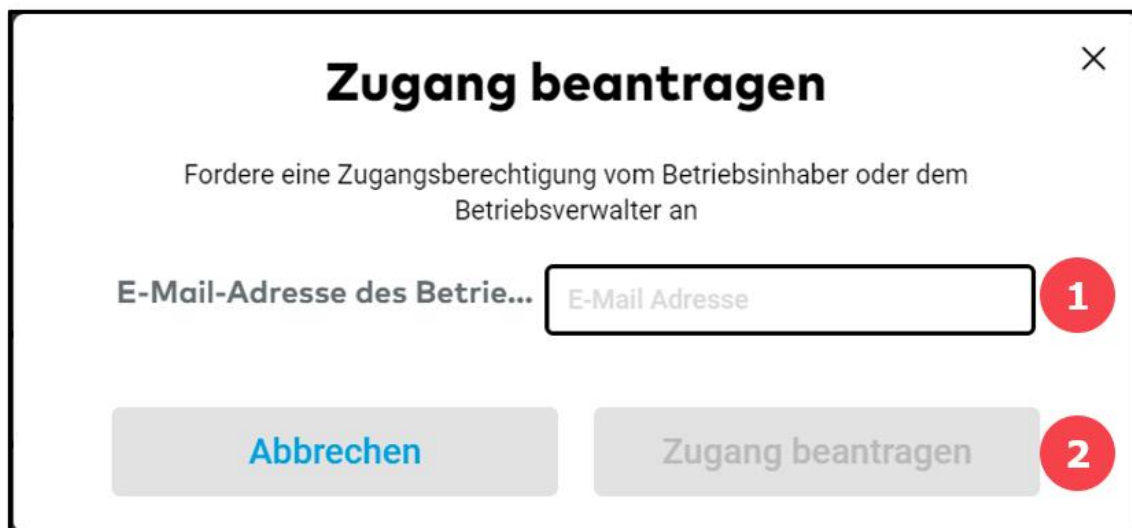 Zugang beantragen
Fordere eine Zugangsberechtigung vom Betriebsinhaber oder dem
Betriebsverwalter an
E-Mail-Adresse des Betrie... E-Mail Adresse 1
Abbrechen Zugang beantragen 2